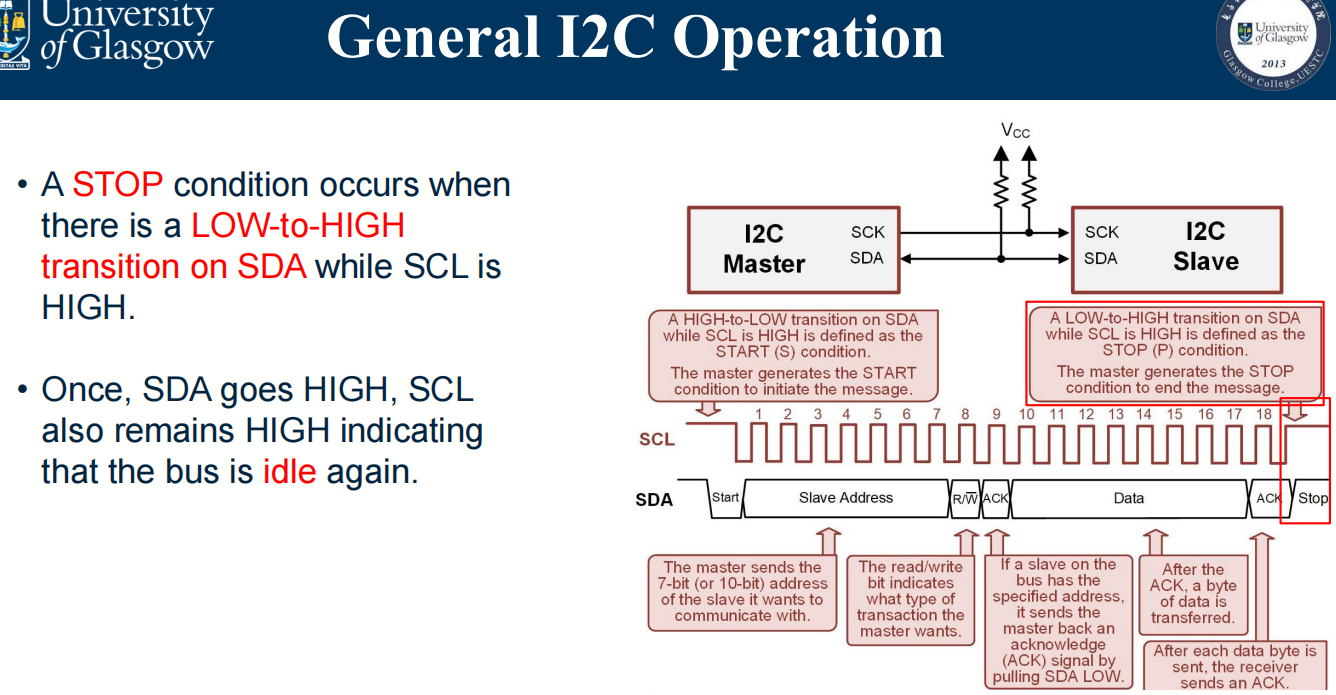 University
of Glasgow
General I2C Operation
University
of Glasgow
2013
Glasgow College, UESTC
• A STOP condition occurs when
there is a LOW-to-HIGH
transition on SDA while SCL is
HIGH.
• Once, SDA goes HIGH, SCL
also remains HIGH indicating
that the bus is idle again.
VCC
I2C
Master
SCK
SDA
SCK
SDA
I2C
Slave
A HIGH-to-LOW transition on SDA
while SCL is HIGH is defined as the
START (S) condition.
The master generates the START
condition to initiate the message.
A LOW-to-HIGH transition on SDA
while SCL is HIGH is defined as the
STOP (P) condition.
The master generates the STOP
condition to end the message.
1 2 3 4 5 6 7 8 9 10 11 12 13 14 15 16 17 18
SCL
SDA
Start
Slave Address
R/W̅
ACK
Data
ACK
Stop
The master sends the
7-bit (or 10-bit) address
of the slave it wants to
communicate with.
The read/write
bit indicates
what type of
transaction the
master wants.
If a slave on the
bus has the
specified address,
it sends the
master back an
acknowledge
(ACK) signal by
pulling SDA LOW.
After the
ACK, a byte
of data is
transferred.
After each data byte is
sent, the receiver
sends an ACK.